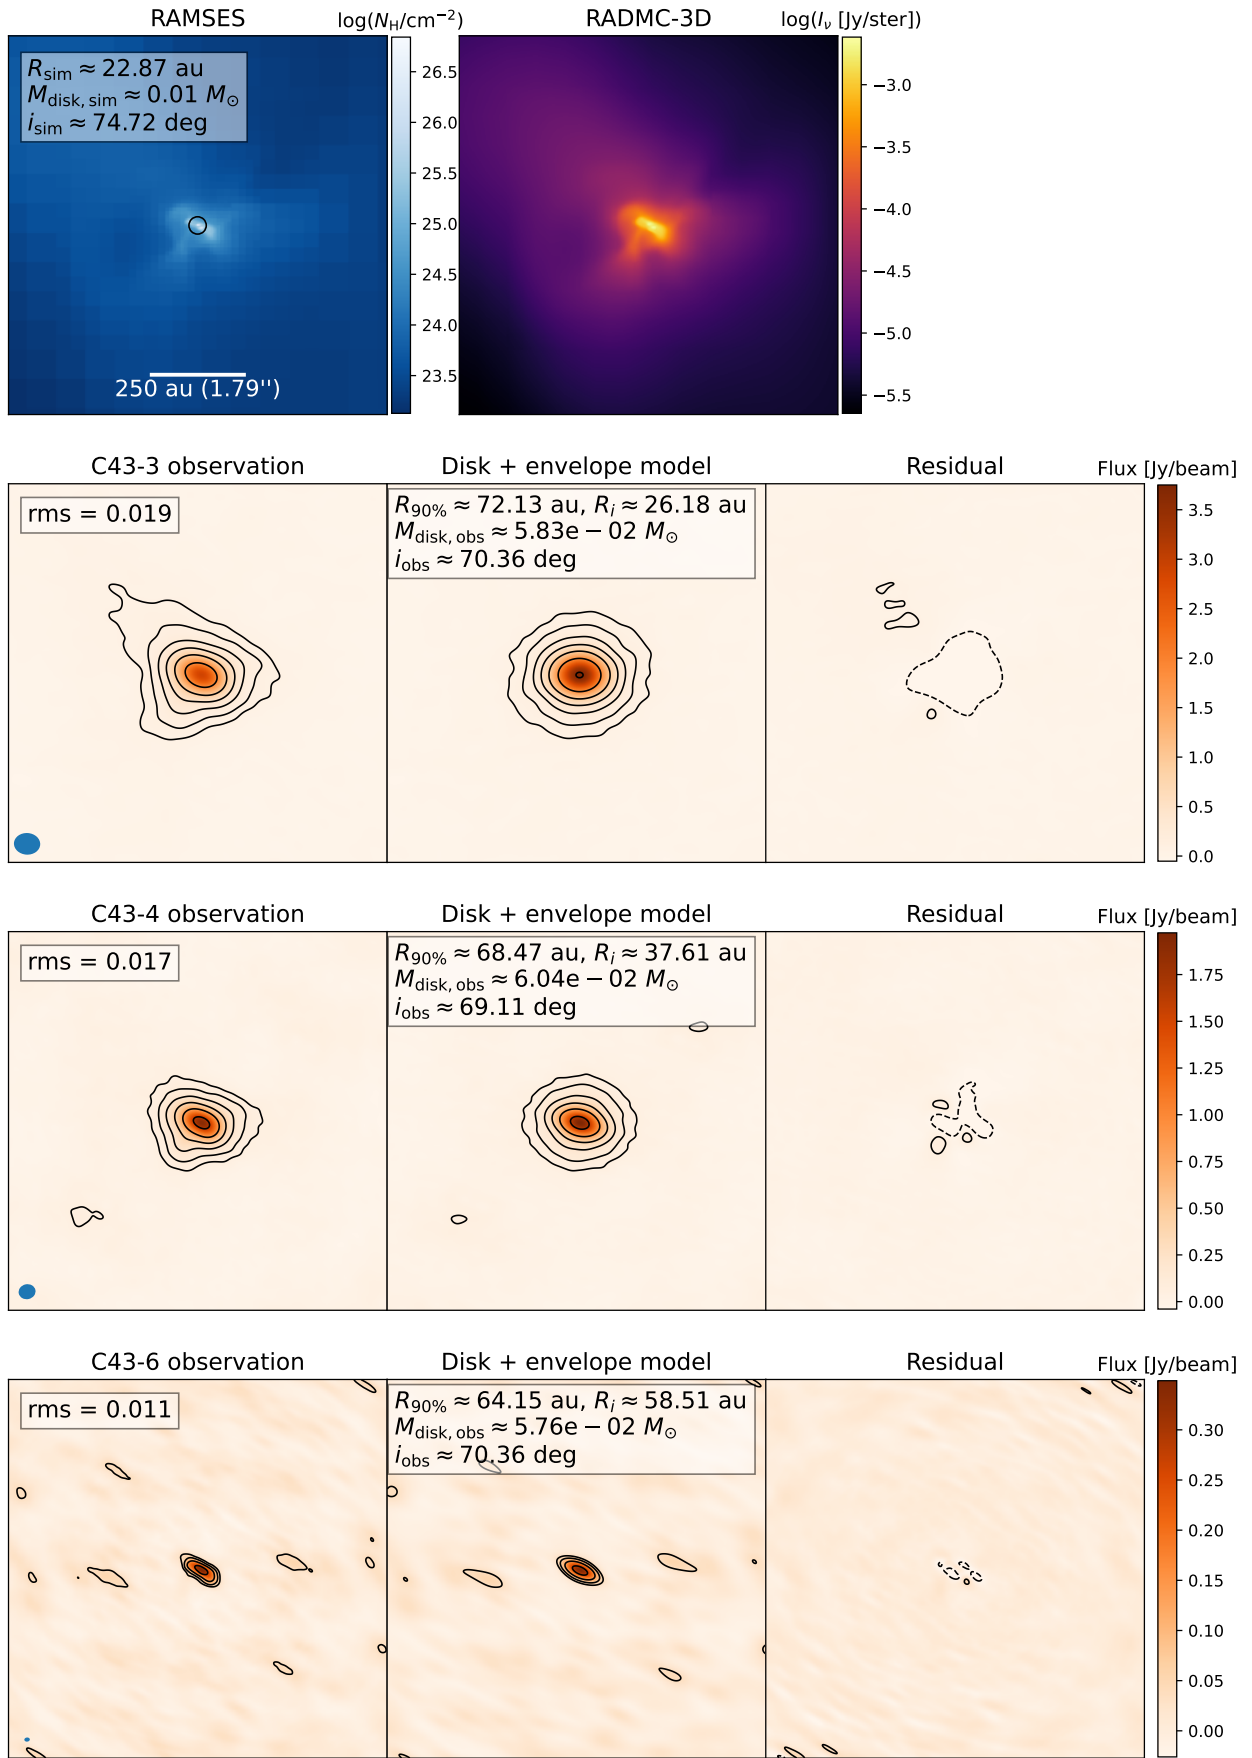 RAMSES
log(N_H/cm⁻²)
RADMC-3D
log(I_ν [Jy/ster])
R_sim ≈ 22.87 au
M_disk, sim ≈ 0.01 M_⊙
i_sim ≈ 74.72 deg
250 au (1.79'')
26.5
26.0
25.5
25.0
24.5
24.0
23.5
−3.0
−3.5
−4.0
−4.5
−5.0
−5.5
C43-3 observation
Disk + envelope model
Residual
Flux [Jy/beam]
rms = 0.019
R_90% ≈ 72.13 au, R_i ≈ 26.18 au
M_disk, obs ≈ 5.83e − 02 M_⊙
i_obs ≈ 70.36 deg
3.5
3.0
2.5
2.0
1.5
1.0
0.5
0.0
C43-4 observation
Disk + envelope model
Residual
Flux [Jy/beam]
rms = 0.017
R_90% ≈ 68.47 au, R_i ≈ 37.61 au
M_disk, obs ≈ 6.04e − 02 M_⊙
i_obs ≈ 69.11 deg
1.75
1.50
1.25
1.00
0.75
0.50
0.25
0.00
C43-6 observation
Disk + envelope model
Residual
Flux [Jy/beam]
rms = 0.011
R_90% ≈ 64.15 au, R_i ≈ 58.51 au
M_disk, obs ≈ 5.76e − 02 M_⊙
i_obs ≈ 70.36 deg
0.30
0.25
0.20
0.15
0.10
0.05
0.00